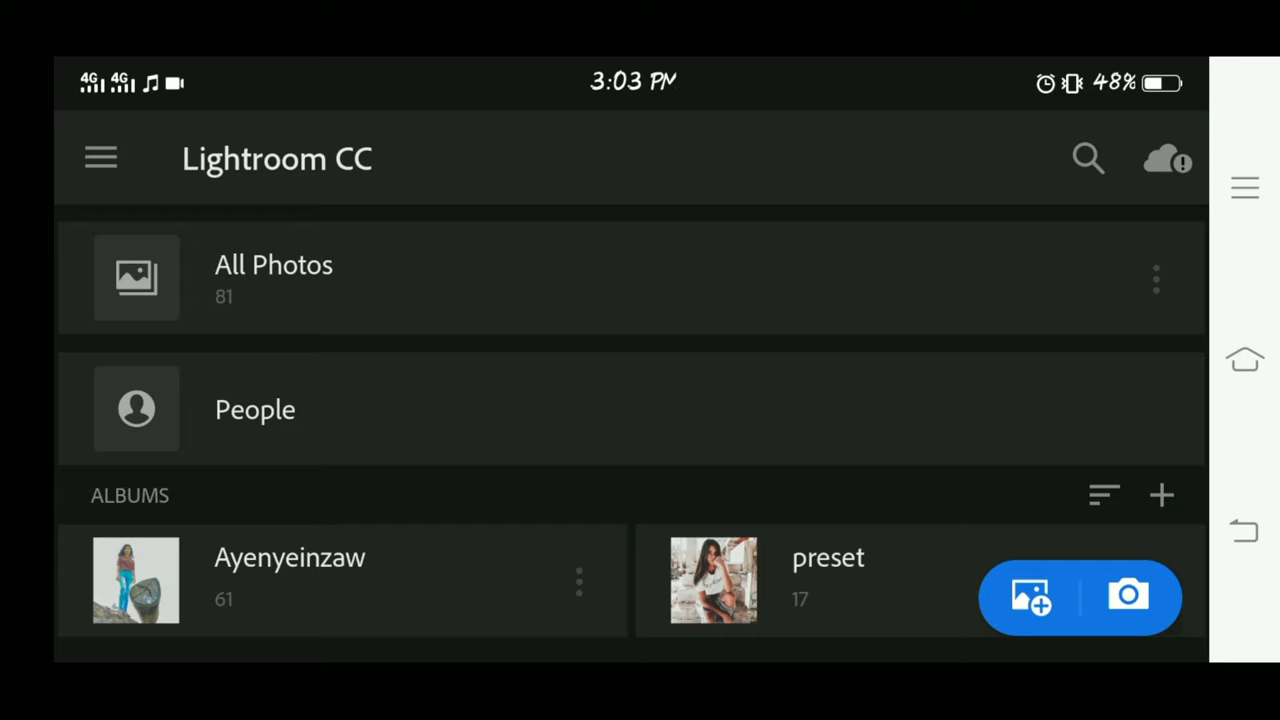 4G 4G 3:03 PM 48%
Lightroom CC
All Photos
81
People
ALBUMS
Ayenyeinzaw
61
preset
17